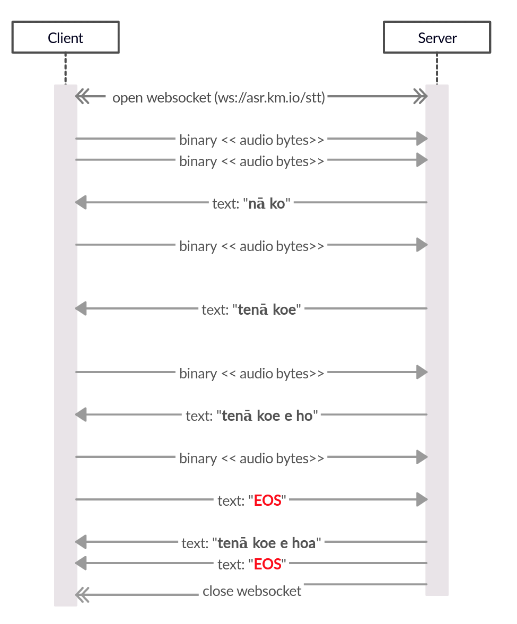 Client
Server
open websocket (ws://asr.km.io/stt)
binary << audio bytes>>
binary << audio bytes>>
text: "nā ko"
binary << audio bytes>>
text: "tenā koe"
binary << audio bytes>>
text: "tenā koe e ho"
binary << audio bytes>>
text: "EOS"
text: "tenā koe e hoa"
text: "EOS"
close websocket